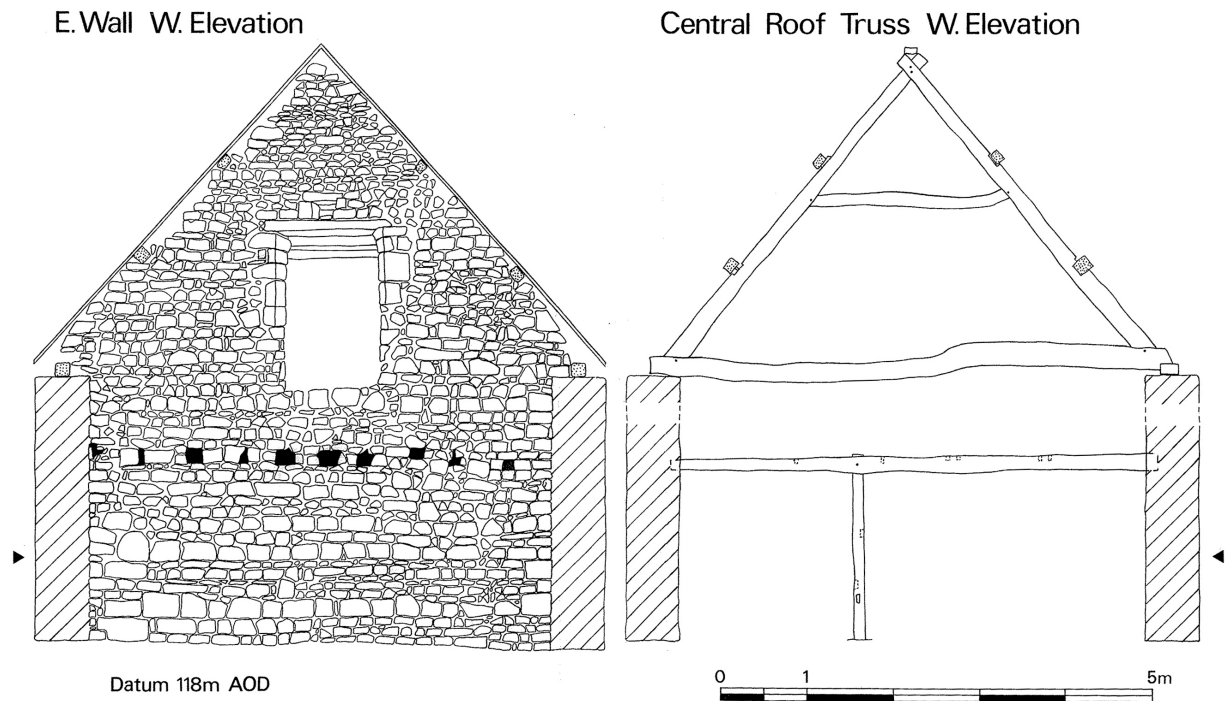 E. Wall W. Elevation
Central Roof Truss W. Elevation
Datum 118m AOD
0 1 5m